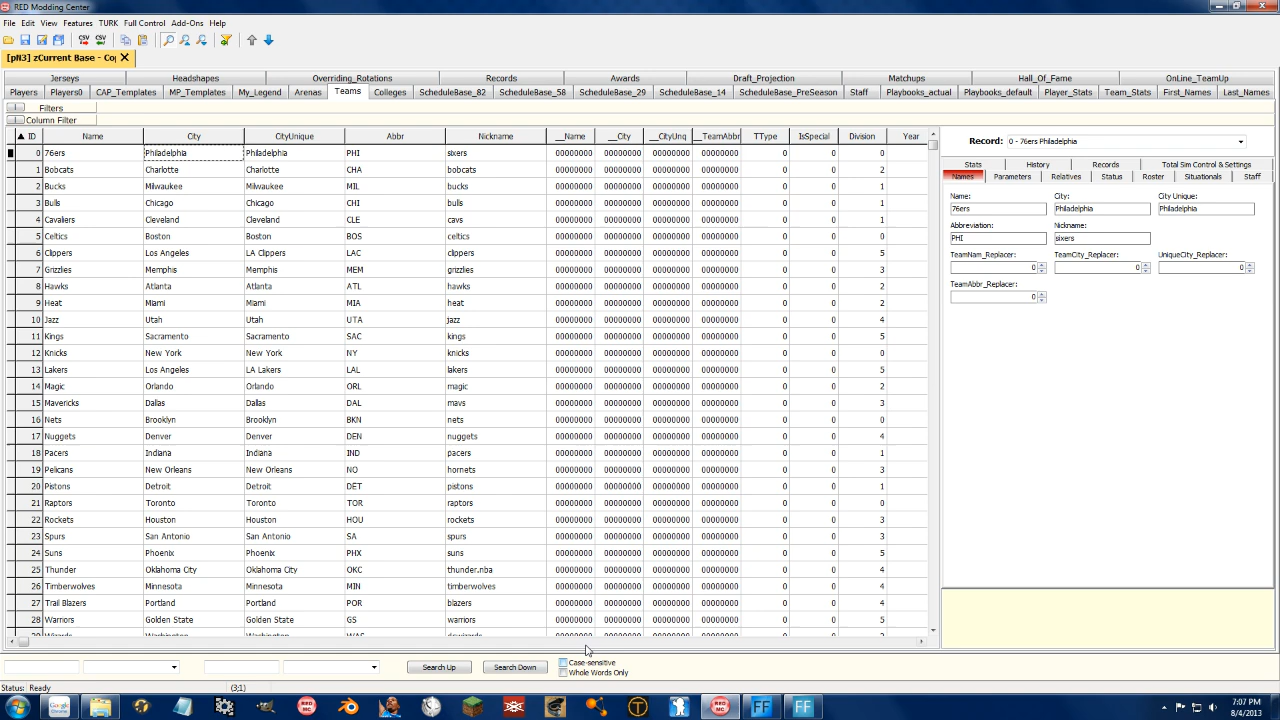 RED Modding Center
File Edit View Features TURK Full Control Add-Ons Help
CSV CSV
[pN3] zCurrent Base - Cop
Jerseys Headshapes Overriding_Rotations Records Awards Draft_Projection Matchups Hall_Of_Fame OnLine_TeamUp
Players Players0 CAP_Templates MP_Templates My_Legend Arenas Teams Colleges ScheduleBase_82 ScheduleBase_58 ScheduleBase_29 ScheduleBase_14 ScheduleBase_PreSeason Staff Playbooks_actual Playbooks_default Player_Stats Team_Stats First_Names Last_Names
Filters
Column Filter
ID Name City CityUnique Abbr Nickname __Name __City __CityUnq __TeamAbbr TType IsSpecial Division Year
0 76ers Philadelphia Philadelphia PHI sixers 00000000 00000000 00000000 00000000 0 0 0
1 Bobcats Charlotte Charlotte CHA bobcats 00000000 00000000 00000000 00000000 0 0 2
2 Bucks Milwaukee Milwaukee MIL bucks 00000000 00000000 00000000 00000000 0 0 1
3 Bulls Chicago Chicago CHI bulls 00000000 00000000 00000000 00000000 0 0 1
4 Cavaliers Cleveland Cleveland CLE cavs 00000000 00000000 00000000 00000000 0 0 1
5 Celtics Boston Boston BOS celtics 00000000 00000000 00000000 00000000 0 0 0
6 Clippers Los Angeles LA Clippers LAC clippers 00000000 00000000 00000000 00000000 0 0 5
7 Grizzlies Memphis Memphis MEM grizzlies 00000000 00000000 00000000 00000000 0 0 3
8 Hawks Atlanta Atlanta ATL hawks 00000000 00000000 00000000 00000000 0 0 2
9 Heat Miami Miami MIA heat 00000000 00000000 00000000 00000000 0 0 2
10 Jazz Utah Utah UTA jazz 00000000 00000000 00000000 00000000 0 0 4
11 Kings Sacramento Sacramento SAC kings 00000000 00000000 00000000 00000000 0 0 5
12 Knicks New York New York NY knicks 00000000 00000000 00000000 00000000 0 0 0
13 Lakers Los Angeles LA Lakers LAL lakers 00000000 00000000 00000000 00000000 0 0 5
14 Magic Orlando Orlando ORL magic 00000000 00000000 00000000 00000000 0 0 2
15 Mavericks Dallas Dallas DAL mavs 00000000 00000000 00000000 00000000 0 0 3
16 Nets Brooklyn Brooklyn BKN nets 00000000 00000000 00000000 00000000 0 0 0
17 Nuggets Denver Denver DEN nuggets 00000000 00000000 00000000 00000000 0 0 4
18 Pacers Indiana Indiana IND pacers 00000000 00000000 00000000 00000000 0 0 1
19 Pelicans New Orleans New Orleans NO hornets 00000000 00000000 00000000 00000000 0 0 3
20 Pistons Detroit Detroit DET pistons 00000000 00000000 00000000 00000000 0 0 1
21 Raptors Toronto Toronto TOR raptors 00000000 00000000 00000000 00000000 0 0 0
22 Rockets Houston Houston HOU rockets 00000000 00000000 00000000 00000000 0 0 3
23 Spurs San Antonio San Antonio SA spurs 00000000 00000000 00000000 00000000 0 0 3
24 Suns Phoenix Phoenix PHX suns 00000000 00000000 00000000 00000000 0 0 5
25 Thunder Oklahoma City Oklahoma City OKC thunder.nba 00000000 00000000 00000000 00000000 0 0 4
26 Timberwolves Minnesota Minnesota MIN timberwolves 00000000 00000000 00000000 00000000 0 0 4
27 Trail Blazers Portland Portland POR blazers 00000000 00000000 00000000 00000000 0 0 4
28 Warriors Golden State Golden State GS warriors 00000000 00000000 00000000 00000000 0 0 5
Record: 0 - 76ers Philadelphia
Stats History Records Total Sim Control & Settings
Names Parameters Relatives Status Roster Situationals Staff
Name: City: City Unique:
76ers Philadelphia Philadelphia
Abbreviation: Nickname:
PHI sixers
TeamNam_Replacer: TeamCity_Replacer: UniqueCity_Replacer:
0 0 0
TeamAbbr_Replacer:
0
Search Up Search Down Case-sensitive
Whole Words Only
Status: Ready (3;1)
Google Chrome
RED MC
FF FF
7:07 PM
8/4/2013